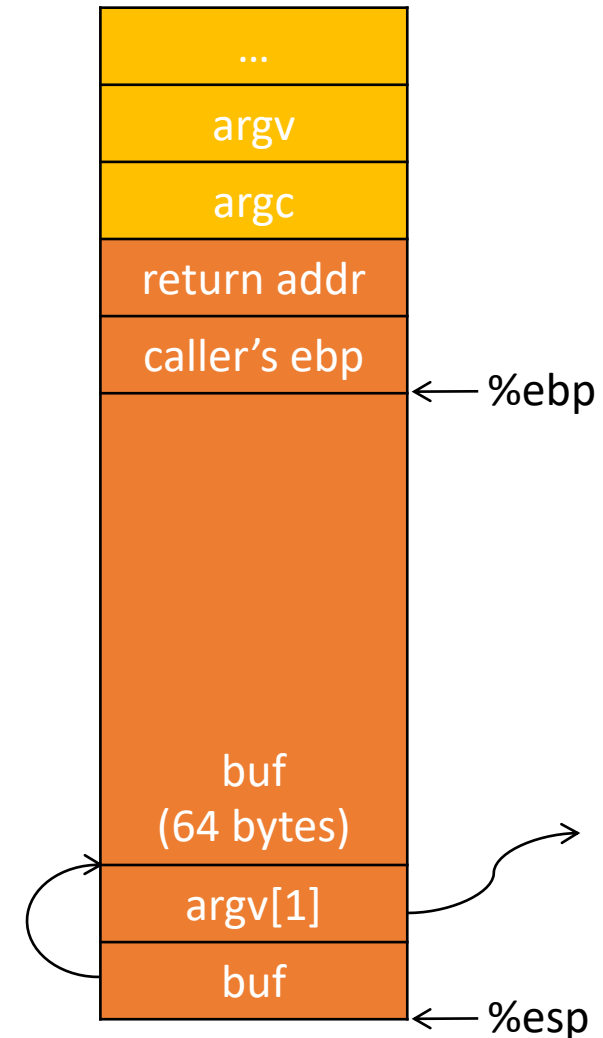 …
argv
argc
return addr
caller’s ebp
%ebp
buf
(64 bytes)
argv[1]
buf
%esp